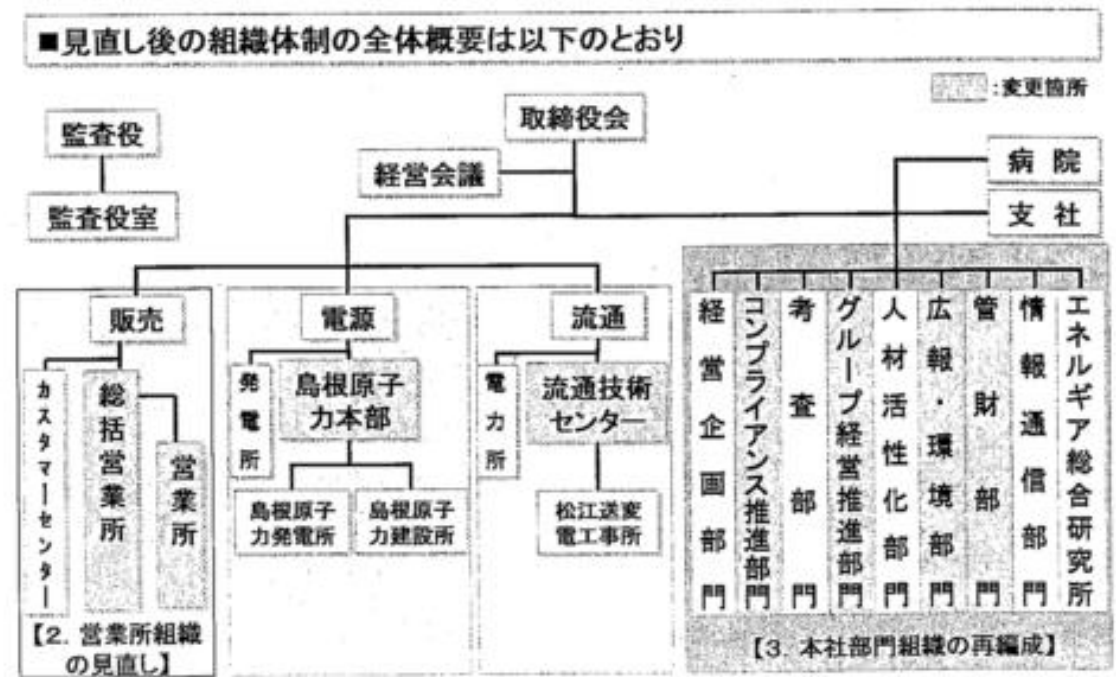 ■見直し後の組織体制の全体概要は以下のとおり
:変更箇所
取締役会
監査役
経営会議
病院
監査役室
支社
販売
電源
流通
カスタマーセンター
総括営業所
営業所
発電所
島根原子
力本部
電力所
流通技術
センター
島根原子
力発電所
島根原子
力建設所
松江送変
電工事所
経営企画部門
コンプライアンス推進部門
考査部門
グループ経営推進部門
人材活性化部門
広報・環境部門
管財部門
情報通信部門
エネルギア総合研究所
【2. 営業所組織
の見直し】
【3. 本社部門組織の再編成】